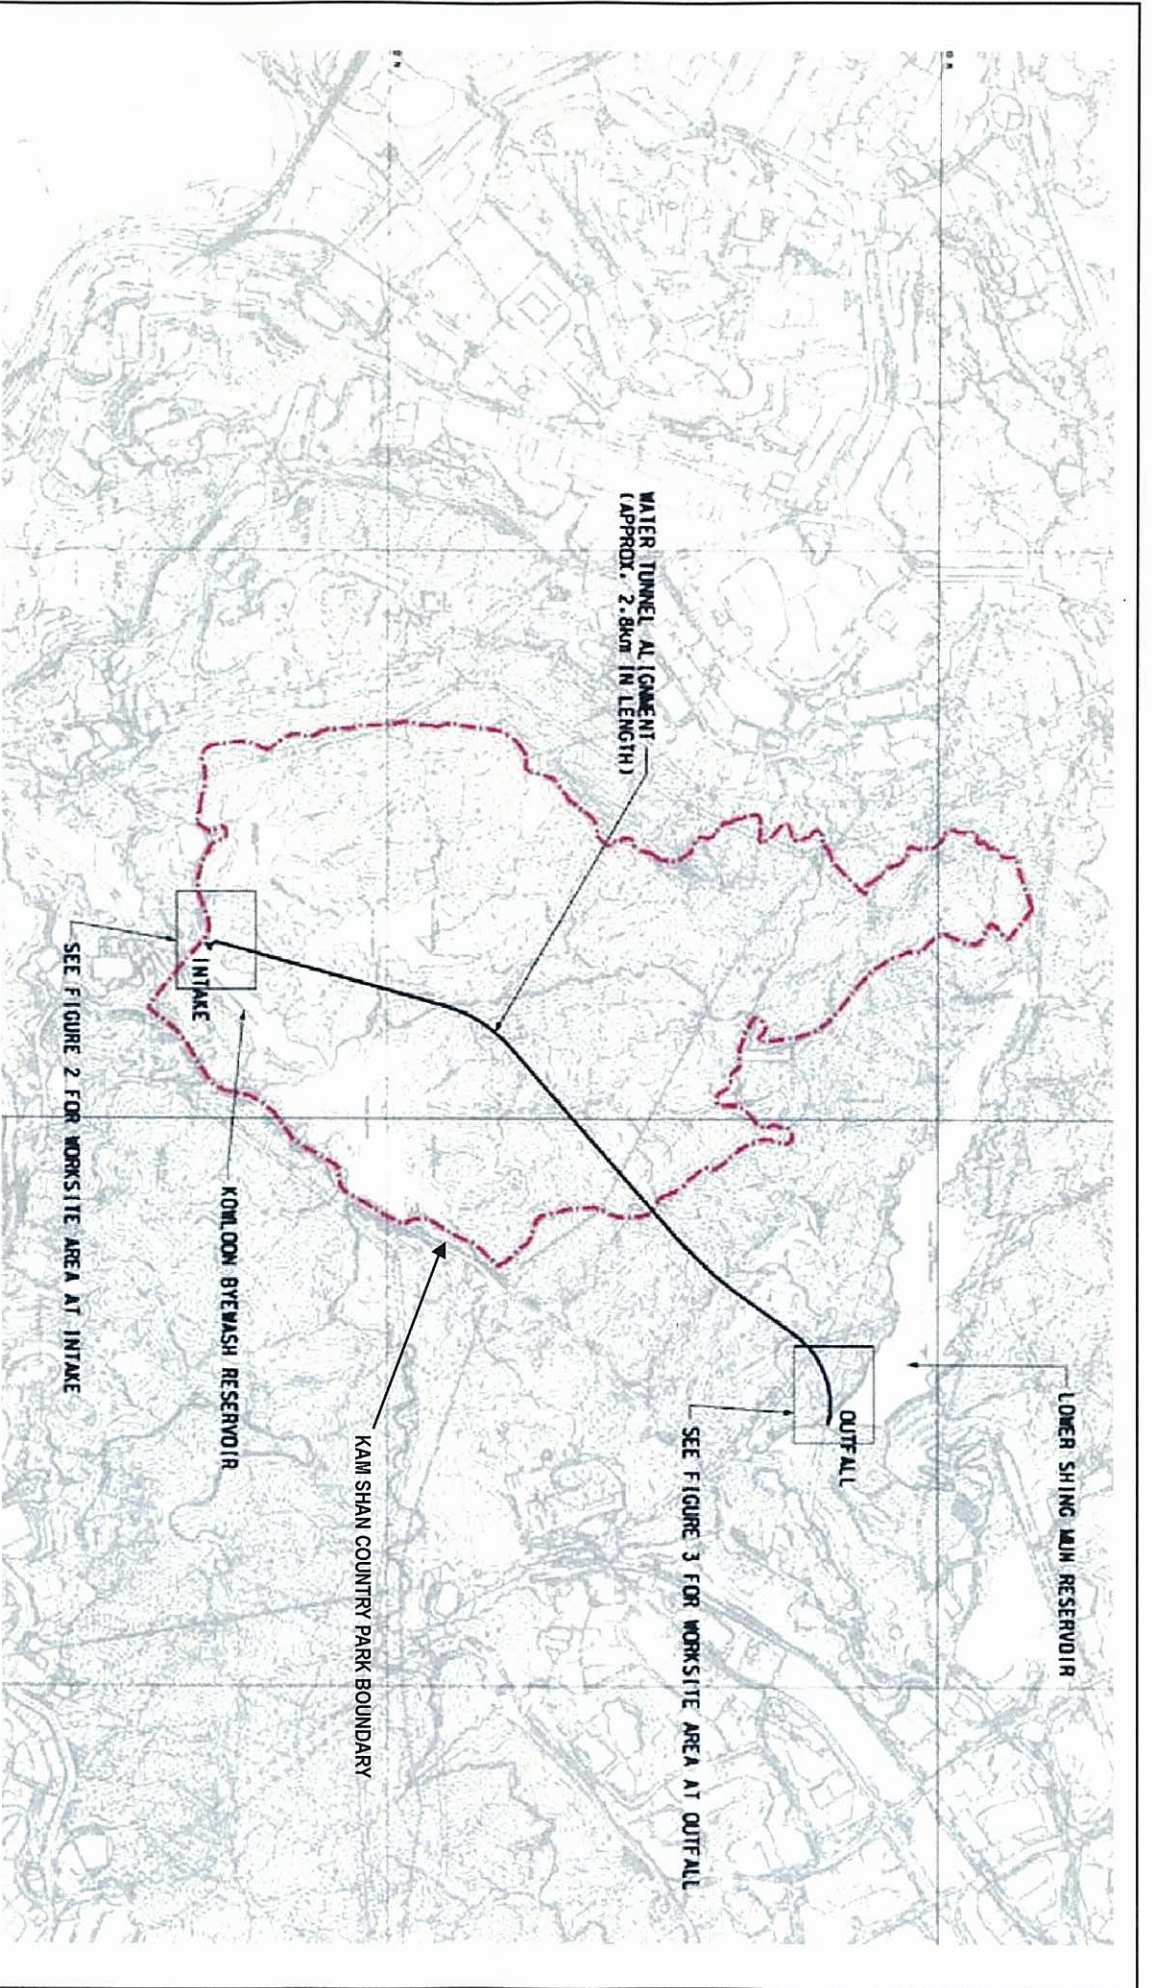 LOWER SHING MUN RESERVOIR
OUTFALL
SEE FIGURE 3 FOR WORKSITE AREA AT OUTFALL
WATER TUNNEL ALIGNMENT
(APPROX. 2.8km IN LENGTH)
KAM SHAN COUNTRY PARK BOUNDARY
KOWLOON BYEWASH RESERVOIR
INTAKE
SEE FIGURE 2 FOR WORKSITE AREA AT INTAKE